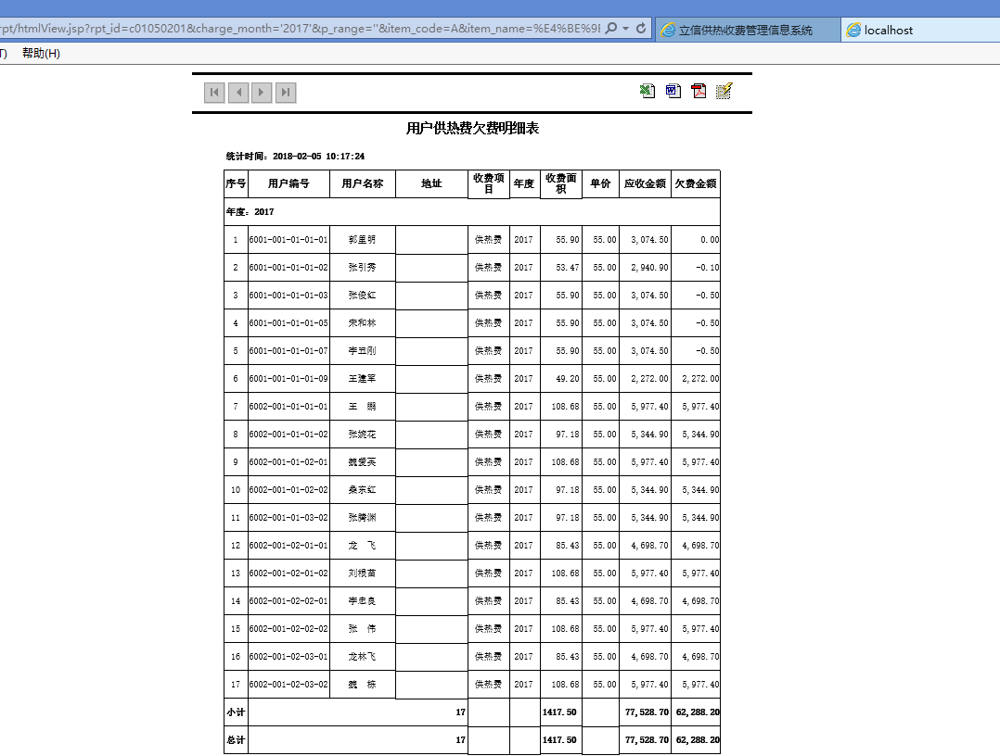 rpt/htmlView.jsp?rpt_id=c01050201&charge_month='2017'&p_range=''&item_code=A&item_name=%E4%BE%9
立信供热收费管理信息系统
localhost
T) 帮助(H)
用户供热费欠费明细表
统计时间: 2018-02-05 10:17:24
序号 用户编号 用户名称 地址 收费项目 年度 收费面积 单价 应收金额 欠费金额
年度: 2017
1 6001-001-01-01-01 郭里明 供热费 2017 55.90 55.00 3,074.50 0.00
2 6001-001-01-01-02 张引秀 供热费 2017 53.47 55.00 2,940.90 -0.10
3 6001-001-01-01-03 张俊红 供热费 2017 55.90 55.00 3,074.50 -0.50
4 6001-001-01-01-05 宋和林 供热费 2017 55.90 55.00 3,074.50 -0.50
5 6001-001-01-01-07 李五刚 供热费 2017 55.90 55.00 3,074.50 -0.50
6 6001-001-01-01-09 王建军 供热费 2017 49.20 55.00 2,272.00 2,272.00
7 6002-001-01-01-01 王 鹏 供热费 2017 108.68 55.00 5,977.40 5,977.40
8 6002-001-01-01-02 张婉花 供热费 2017 97.18 55.00 5,344.90 5,344.90
9 6002-001-01-02-01 魏爱英 供热费 2017 108.68 55.00 5,977.40 5,977.40
10 6002-001-01-02-02 桑东红 供热费 2017 97.18 55.00 5,344.90 5,344.90
11 6002-001-01-03-02 张腾渊 供热费 2017 97.18 55.00 5,344.90 5,344.90
12 6002-001-02-01-01 龙 飞 供热费 2017 85.43 55.00 4,698.70 4,698.70
13 6002-001-02-01-02 刘根苗 供热费 2017 108.68 55.00 5,977.40 5,977.40
14 6002-001-02-02-01 李忠良 供热费 2017 85.43 55.00 4,698.70 4,698.70
15 6002-001-02-02-02 张 伟 供热费 2017 108.68 55.00 5,977.40 5,977.40
16 6002-001-02-03-01 龙林飞 供热费 2017 85.43 55.00 4,698.70 4,698.70
17 6002-001-02-03-02 魏 栋 供热费 2017 108.68 55.00 5,977.40 5,977.40
小计 17 1417.50 77,528.70 62,288.20
总计 17 1417.50 77,528.70 62,288.20